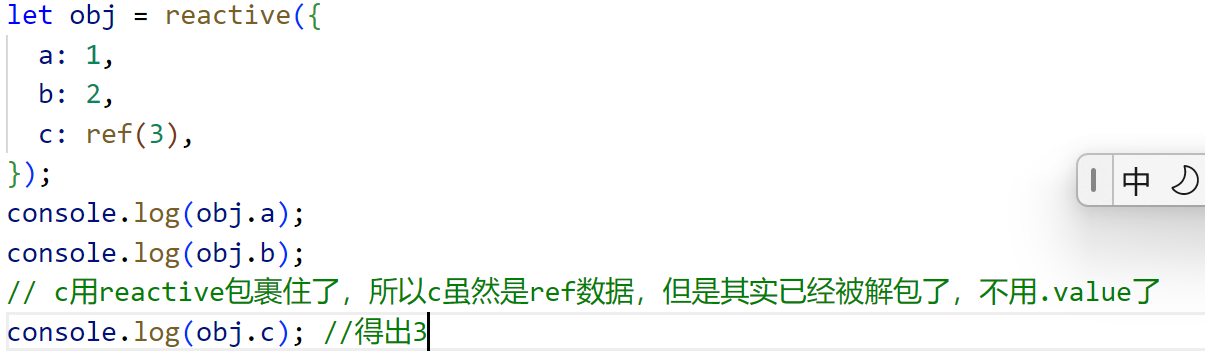 let obj = reactive({
  a: 1,
  b: 2,
  c: ref(3),
});
console.log(obj.a);
console.log(obj.b);
// c用reactive包裹住了，所以c虽然是ref数据，但是其实已经被解包了，不用.value了
console.log(obj.c); //得出3
中